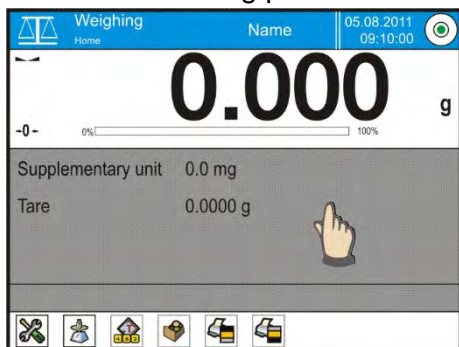 Weighing
Home
Name
05.08.2011
09:10:00
0.000 g
→0←
0% 100%
Supplementary unit 0.0 mg
Tare 0.0000 g